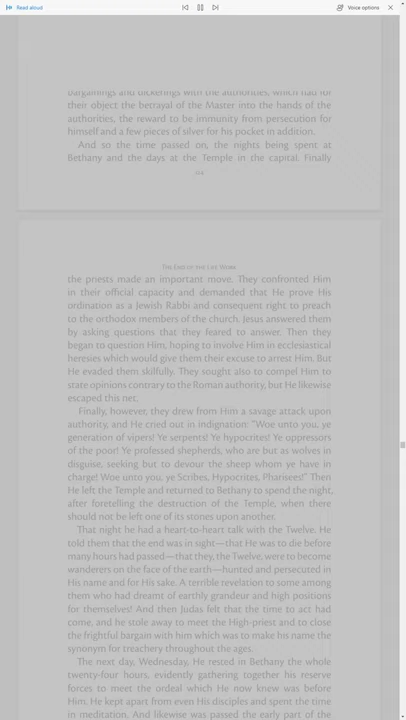 Read aloud
Voice options
bargainings and dickerings with the authorities, which had for
their object the betrayal of the Master into the hands of the
authorities, the reward to be immunity from persecution for
himself and a few pieces of silver for his pocket in addition.
And so the time passed on, the nights being spent at
Bethany and the days at the Temple in the capital. Finally
The End of the Life Work
the priests made an important move. They confronted Him
in their official capacity and demanded that He prove His
ordination as a Jewish Rabbi and consequent right to preach
to the orthodox members of the church. Jesus answered them
by asking questions that they feared to answer. Then they
began to question Him, hoping to involve Him in ecclesiastical
heresies which would give them their excuse to arrest Him. But
He evaded them skilfully. They sought also to compel Him to
state opinions contrary to the Roman authority, but He likewise
escaped this net.
Finally, however, they drew from Him a savage attack upon
authority, and He cried out in indignation: “Woe unto you, ye
generation of vipers! Ye serpents! Ye hypocrites! Ye oppressors
of the poor! Ye professed shepherds, who are but as wolves in
disguise, seeking but to devour the sheep whom ye have in
charge! Woe unto you, ye Scribes, Hypocrites, Pharisees!” Then
He left the Temple and returned to Bethany to spend the night,
after foretelling the destruction of the Temple, when there
should not be left one of its stones upon another.
That night he had a heart-to-heart talk with the Twelve. He
told them that the end was in sight—that He was to die before
many hours had passed—that they, the Twelve, were to become
wanderers on the face of the earth—hunted and persecuted in
His name and for His sake. A terrible revelation to some among
them who had dreamt of earthly grandeur and high positions
for themselves! And then Judas felt that the time to act had
come, and he stole away to meet the High-priest and to close
the frightful bargain with him which was to make his name the
synonym for treachery throughout the ages.
The next day, Wednesday, He rested in Bethany the whole
twenty-four hours, evidently gathering together his reserve
forces to meet the ordeal which He now knew was before
Him. He kept apart from even His disciples and spent the time
in meditation. And likewise was passed the early part of the